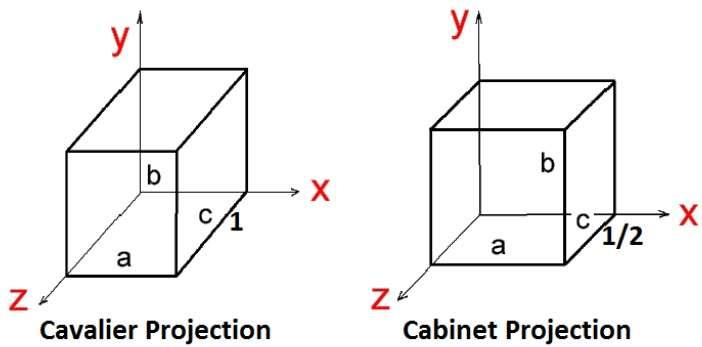 y
b
x
c 1
a
z
Cavalier Projection
y
b
x
c
1/2
a
z
Cabinet Projection